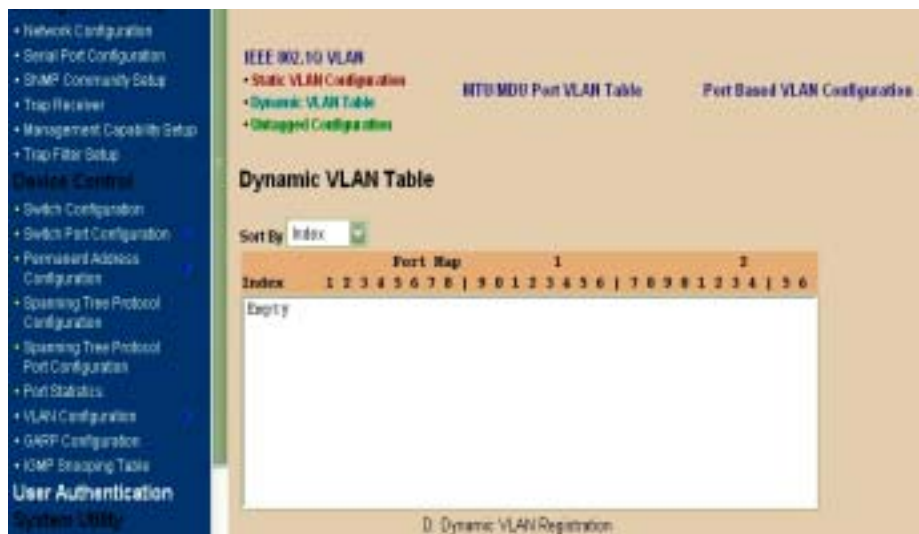 • Network Configuration
• Serial Port Configuration
• SNMP Community Setup
• Trap Receiver
• Management Capability Setup
• Trap Filter Setup
Device Control
• Switch Configuration
• Switch Port Configuration
• Permanent Address
Configuration
• Spanning Tree Protocol
Configuration
• Spanning Tree Protocol
Port Configuration
• Port Statistics
• VLAN Configuration
• GARP Configuration
• IGMP Snooping Table
User Authentication
System Utility
IEEE 802.1Q VLAN
• Static VLAN Configuration
• Dynamic VLAN Table
• Untagged Configuration
MTU MDU Port VLAN Table
Port Based VLAN Configuration
Dynamic VLAN Table
Sort By Index
Port Map 1 2
Index 1 2 3 4 5 6 7 8 | 9 0 1 2 3 4 5 6 | 7 8 9 0 1 2 3 4 | 5 6
Empty
D: Dynamic VLAN Registration